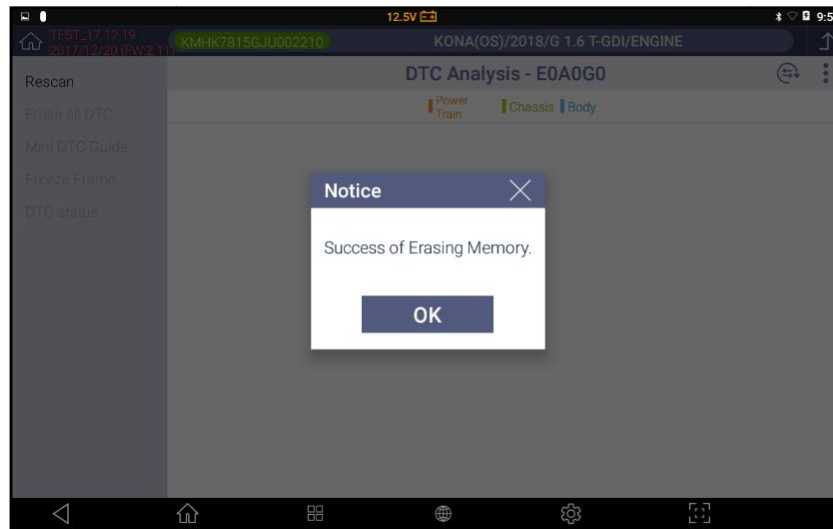 12.5V
9:5
TEST_17 12.19
2017/12/20 (FW:2.11)
KMHK7815GJU002210
KONA(OS)/2018/G 1.6 T-GDI/ENGINE
Rescan
DTC Analysis - E0A0G0
Erase all DTC
Power
Train
Chassis
Body
Mini DTC Guide
Freeze Frame
DTC status
Notice
Success of Erasing Memory.
OK